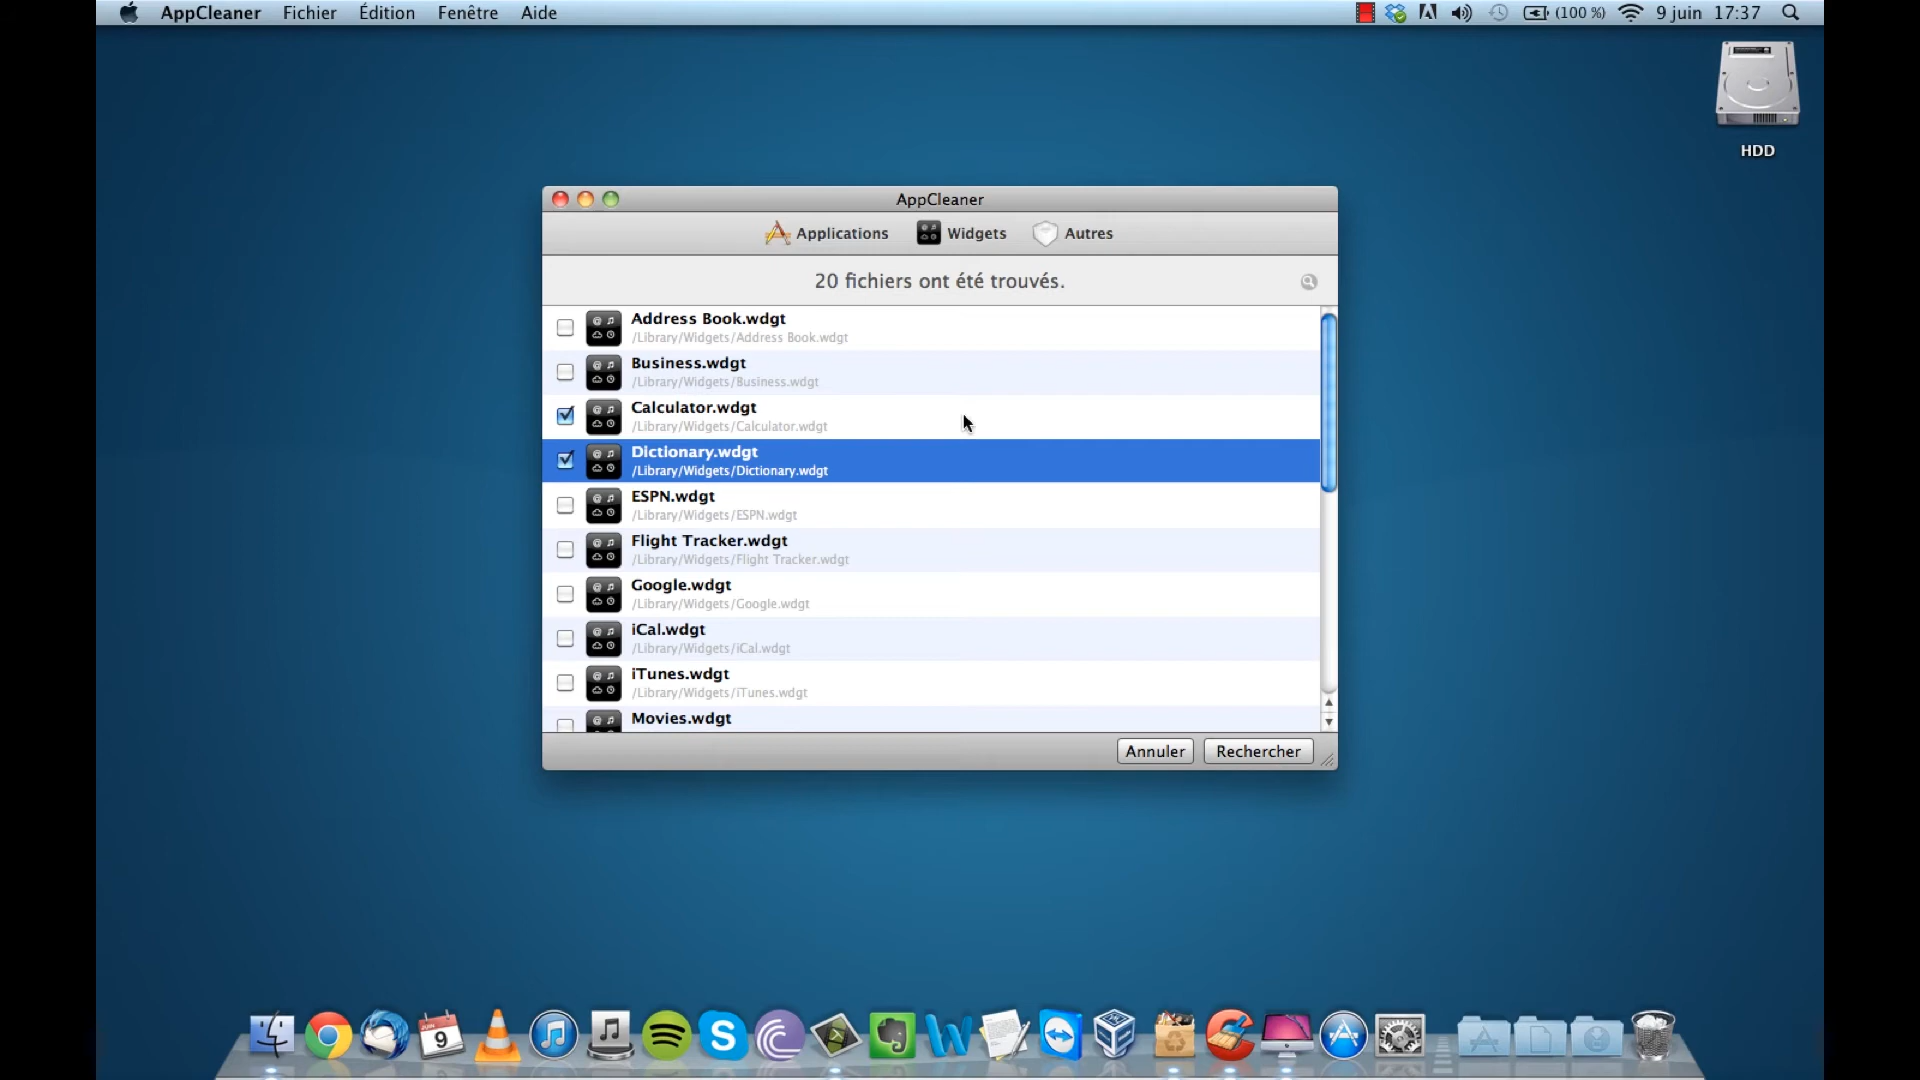 AppCleaner Fichier Édition Fenêtre Aide (100 %) 9 juin 17:37
HDD
AppCleaner
Applications Widgets Autres
20 fichiers ont été trouvés.
Address Book.wdgt
/Library/Widgets/Address Book.wdgt
Business.wdgt
/Library/Widgets/Business.wdgt
Calculator.wdgt
/Library/Widgets/Calculator.wdgt
Dictionary.wdgt
/Library/Widgets/Dictionary.wdgt
ESPN.wdgt
/Library/Widgets/ESPN.wdgt
Flight Tracker.wdgt
/Library/Widgets/Flight Tracker.wdgt
Google.wdgt
/Library/Widgets/Google.wdgt
iCal.wdgt
/Library/Widgets/iCal.wdgt
iTunes.wdgt
/Library/Widgets/iTunes.wdgt
Movies.wdgt
Annuler Rechercher
JUIN
9